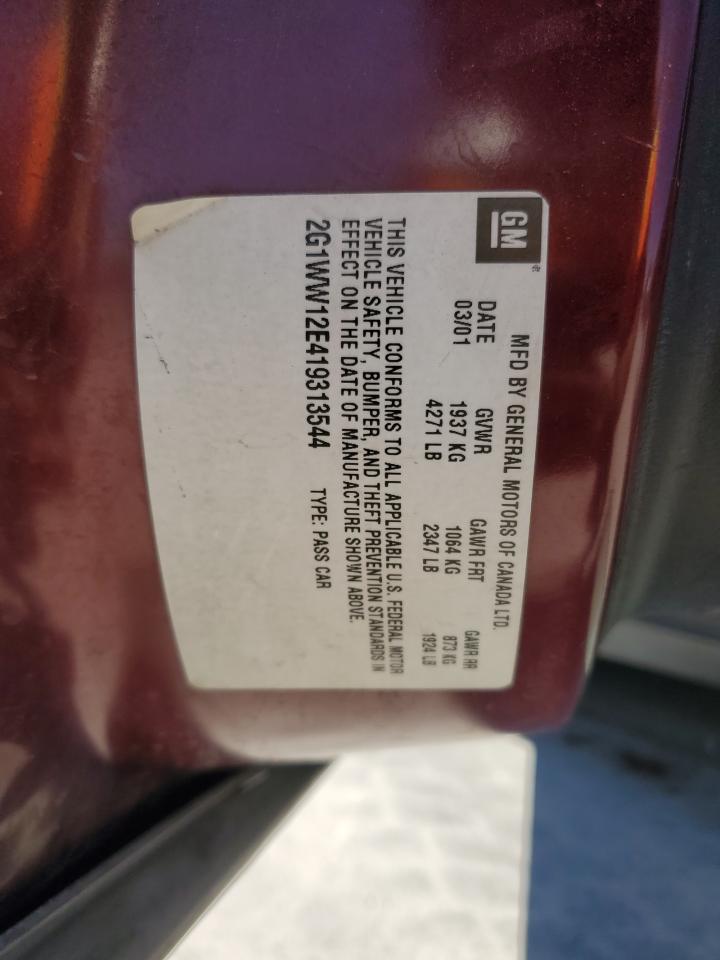 GM
MFD BY GENERAL MOTORS OF CANADA LTD.
DATE GVWR GAWR FRT GAWR RR
03/01 1937 KG 1064 KG 873 KG
4271 LB 2347 LB 1924 LB
THIS VEHICLE CONFORMS TO ALL APPLICABLE U.S. FEDERAL MOTOR
VEHICLE SAFETY, BUMPER, AND THEFT PREVENTION STANDARDS IN
EFFECT ON THE DATE OF MANUFACTURE SHOWN ABOVE.
2G1WW12E419313544 TYPE: PASS CAR